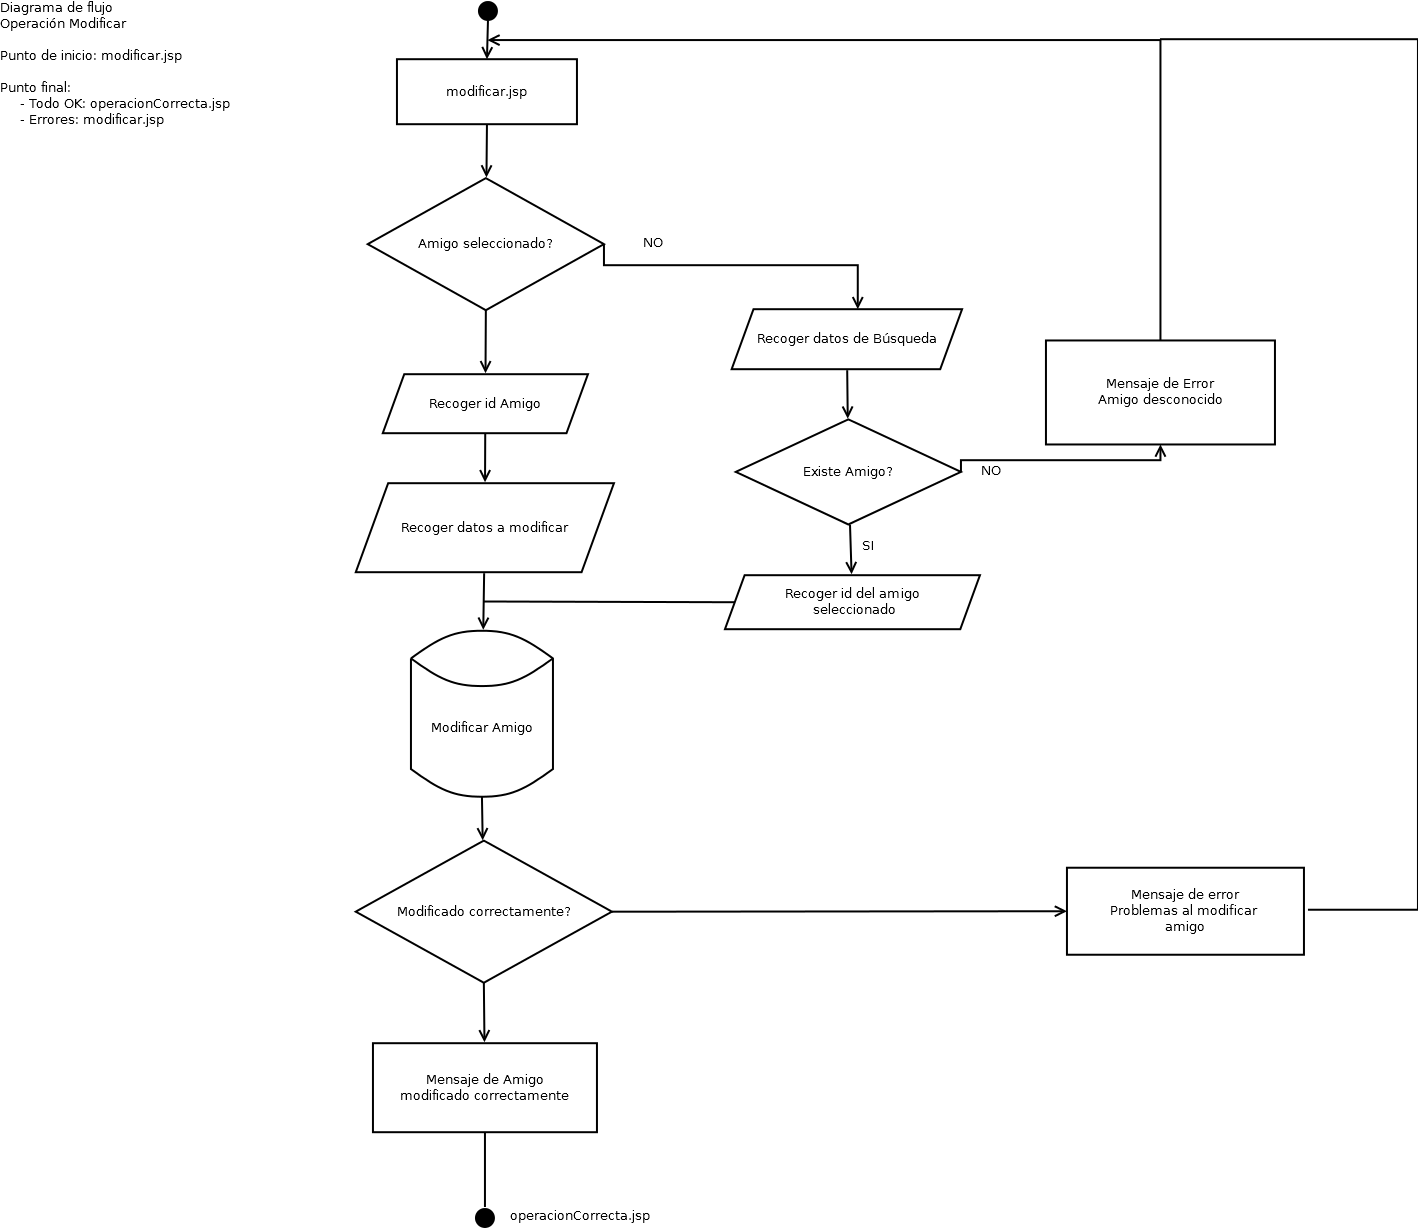 Diagrama de flujo
Operación Modificar
Punto de inicio: modificar.jsp
Punto final:
- Todo OK: operacionCorrecta.jsp
- Errores: modificar.jsp
modificar.jsp
Amigo seleccionado?
NO
Recoger datos de Búsqueda
Mensaje de Error
Amigo desconocido
Recoger id Amigo
Existe Amigo?
NO
Recoger datos a modificar
SI
Recoger id del amigo
seleccionado
Modificar Amigo
Modificado correctamente?
Mensaje de error
Problemas al modificar
amigo
Mensaje de Amigo
modificado correctamente
operacionCorrecta.jsp